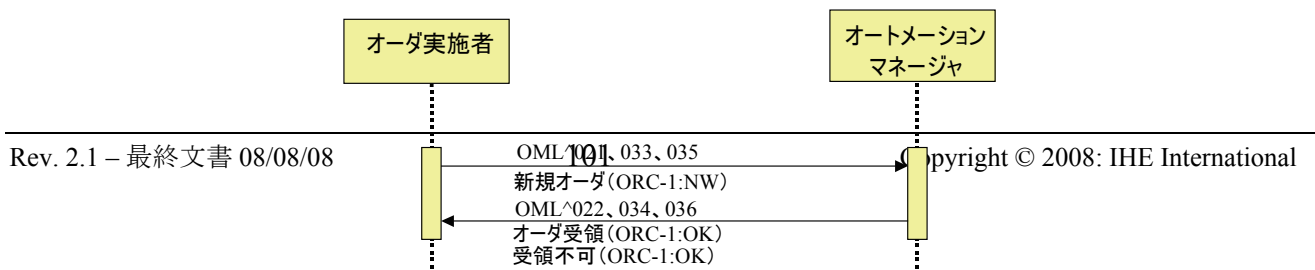 オーダ実施者
オートメーション
マネージャ
Rev. 2.1 – 最終文書 08/08/08
101
Copyright © 2008: IHE International
OML^021、033、035
新規オーダ(ORC-1:NW)
OML^022、034、036
オーダ受領(ORC-1:OK)
受領不可(ORC-1:OK)